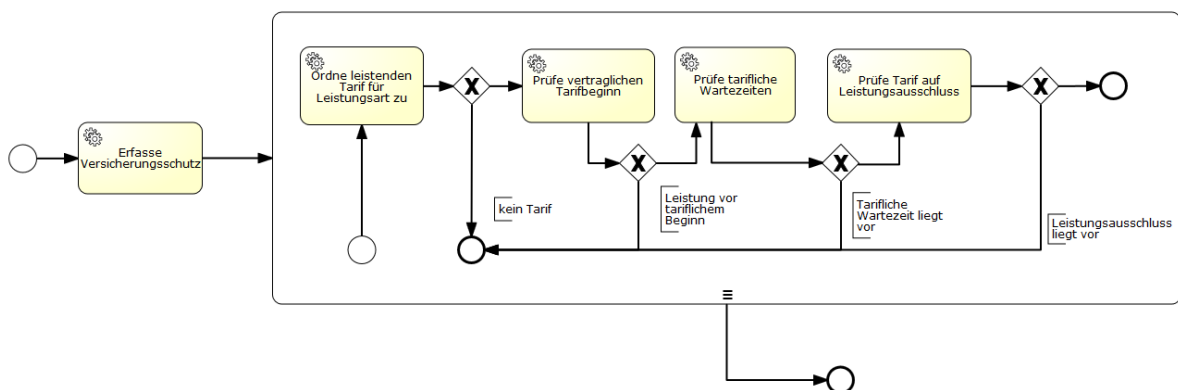 Erfasse
Versicherungsschutz
Ordne leistenden
Tarif für
Leistungsart zu
X
Prüfe vertraglichen
Tarifbeginn
X
Prüfe tarifliche
Wartezeiten
X
Prüfe Tarif auf
Leistungsausschluss
X
kein Tarif
Leistung vor
tariflichem
Beginn
Tarifliche
Wartezeit liegt
vor
Leistungsausschluss
liegt vor